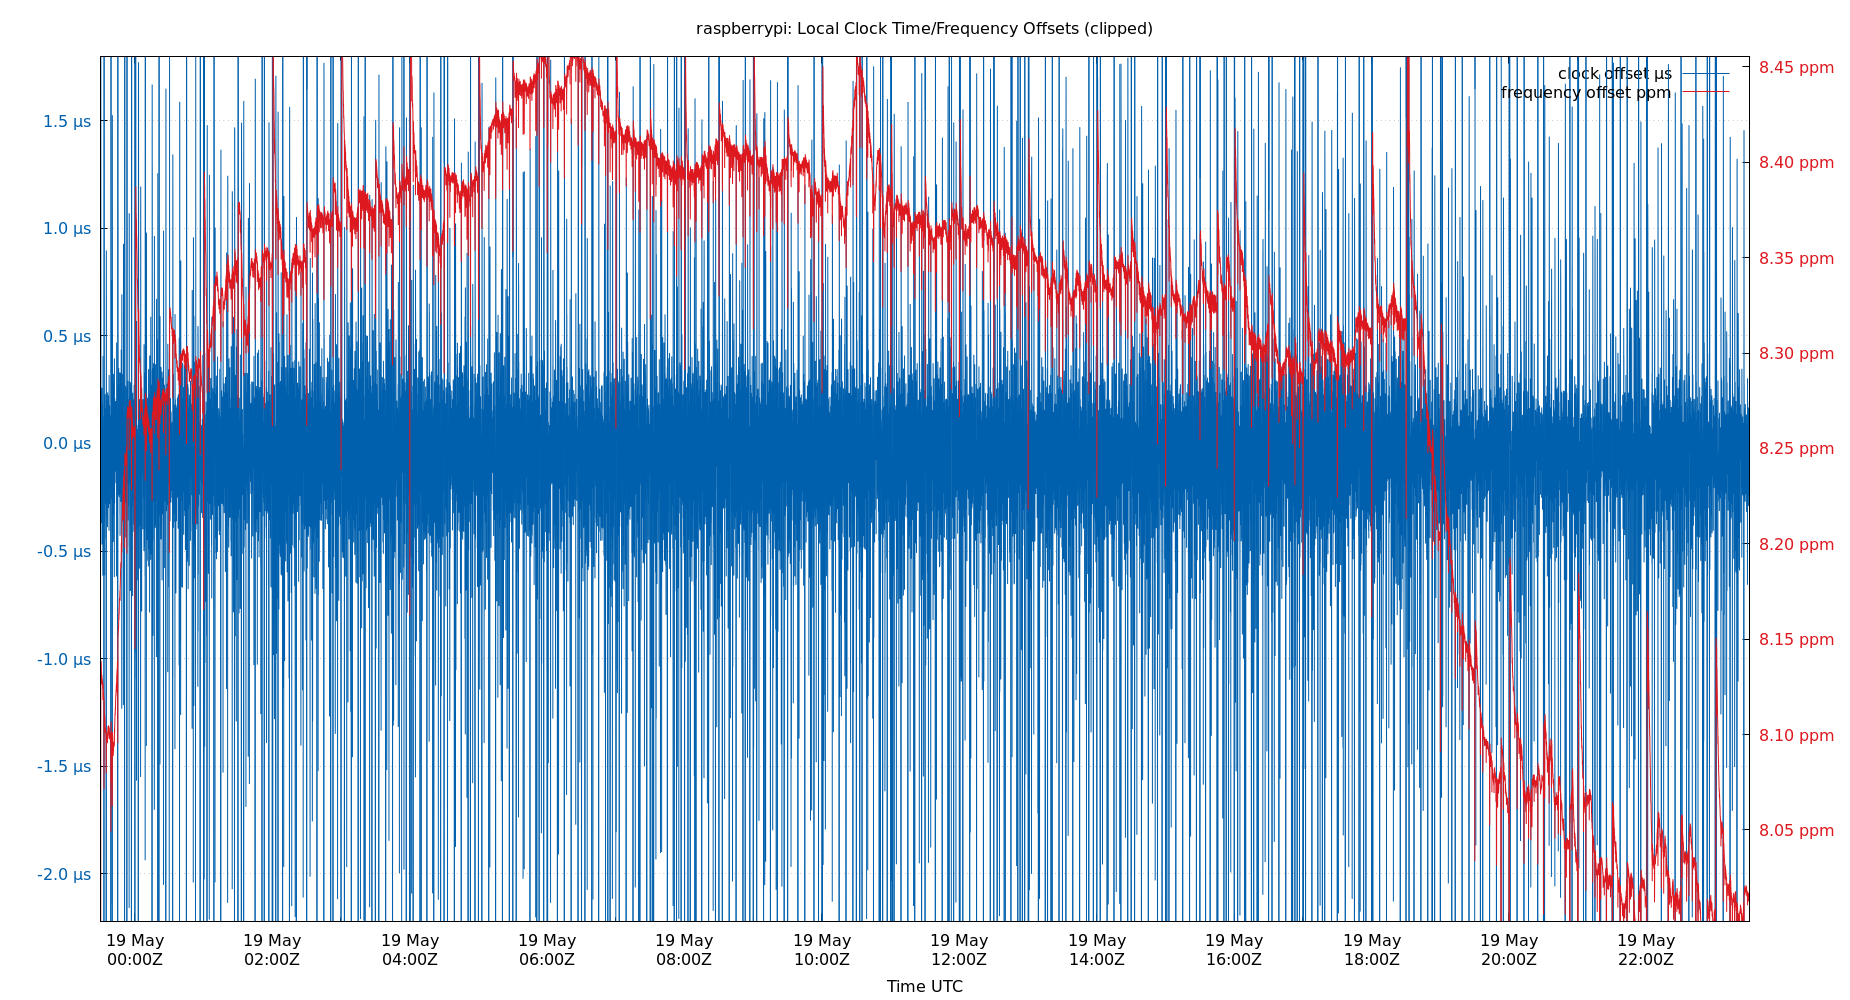 raspberrypi: Local Clock Time/Frequency Offsets (clipped)
clock offset µs
frequency offset ppm
1.5 µs
1.0 µs
0.5 µs
0.0 µs
-0.5 µs
-1.0 µs
-1.5 µs
-2.0 µs
8.45 ppm
8.40 ppm
8.35 ppm
8.30 ppm
8.25 ppm
8.20 ppm
8.15 ppm
8.10 ppm
8.05 ppm
19 May 19 May 19 May 19 May 19 May 19 May 19 May 19 May 19 May 19 May 19 May 19 May
00:00Z 02:00Z 04:00Z 06:00Z 08:00Z 10:00Z 12:00Z 14:00Z 16:00Z 18:00Z 20:00Z 22:00Z
Time UTC